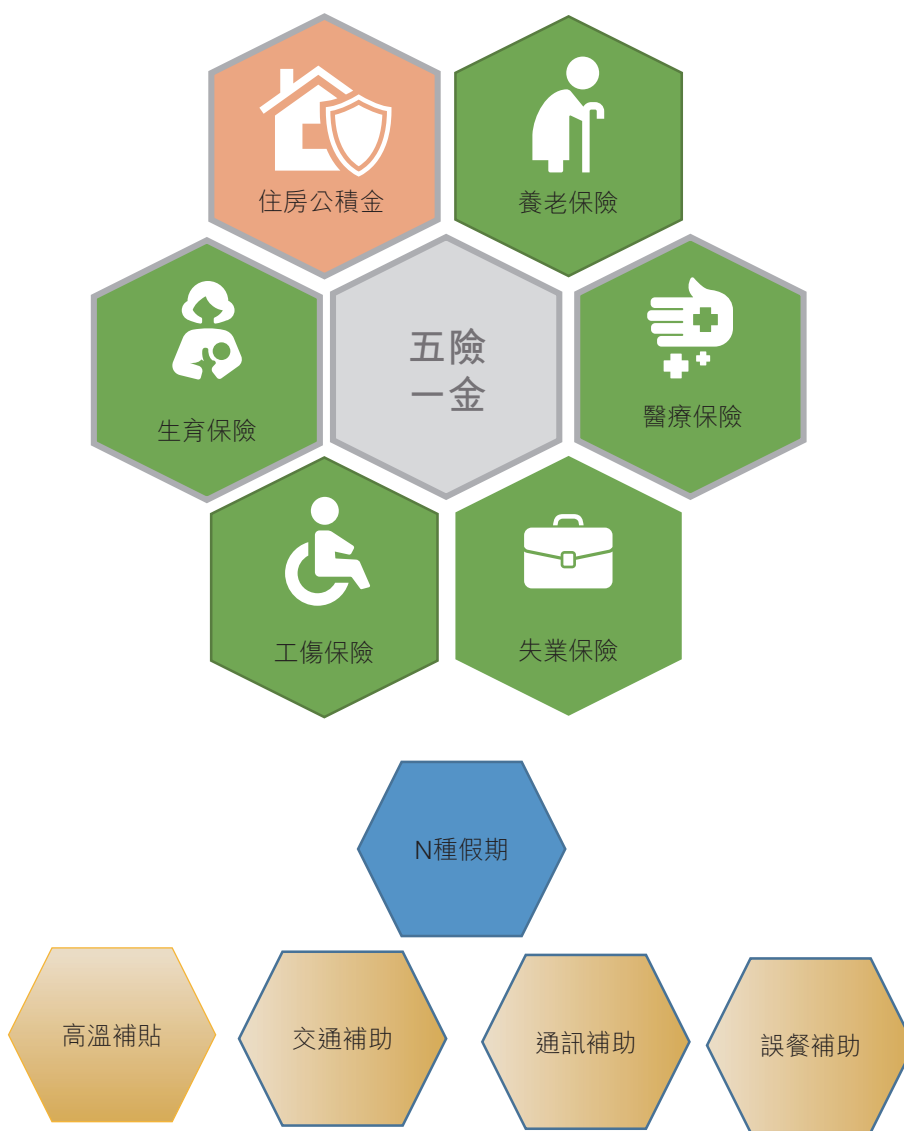 住房公積金
養老保險
五險
一金
生育保險
醫療保險
工傷保險
失業保險
N種假期
高溫補貼
交通補助
通訊補助
誤餐補助